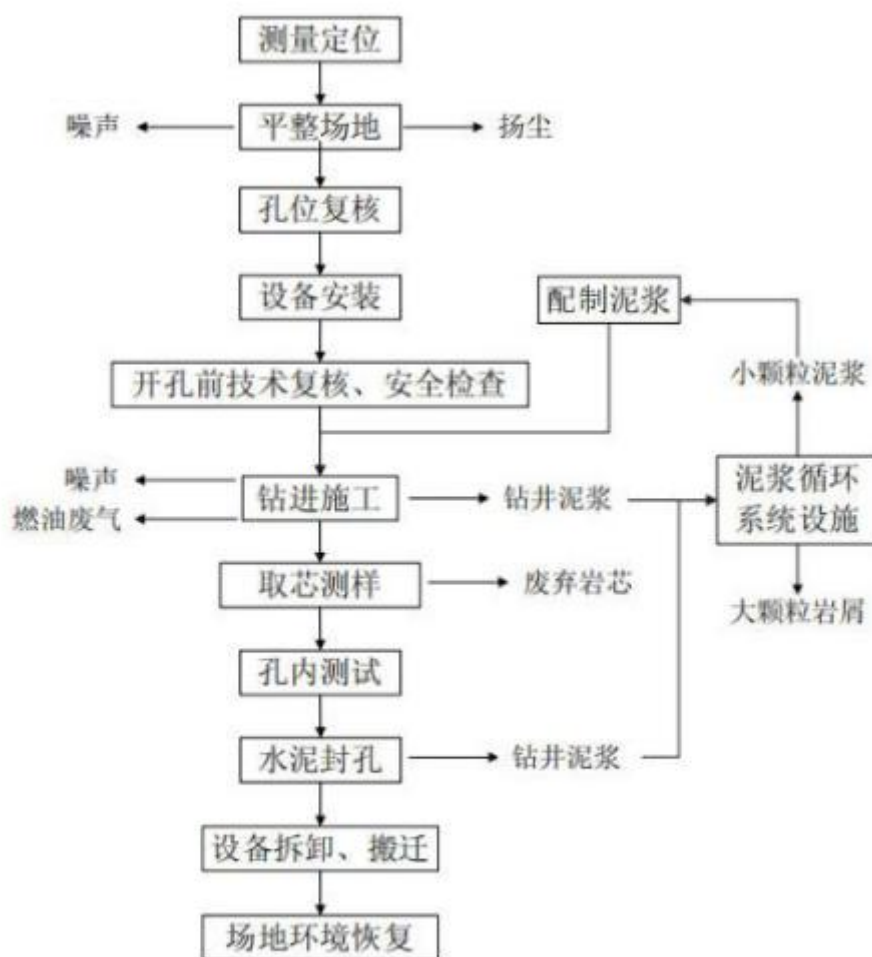 测量定位
噪声
平整场地
扬尘
孔位复核
设备安装
配制泥浆
小颗粒泥浆
开孔前技术复核、安全检查
噪声
燃油废气
钻进施工
钻井泥浆
泥浆循环
系统设施
取芯测样
废弃岩芯
大颗粒岩屑
孔内测试
水泥封孔
钻井泥浆
设备拆卸、搬迁
场地环境恢复